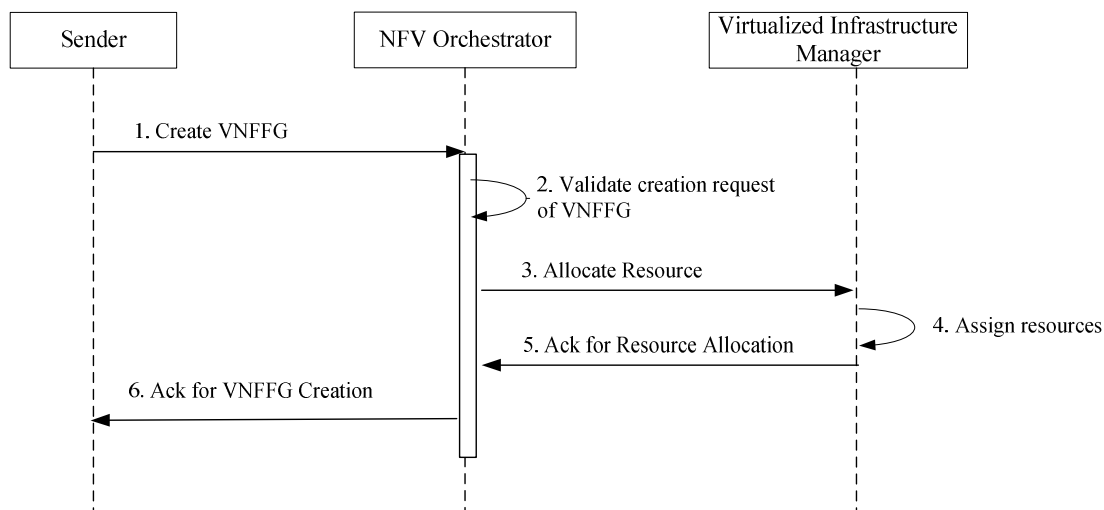 Sender
NFV Orchestrator
Virtualized Infrastructure
Manager
1. Create VNFFG
2. Validate creation request
of VNFFG
3. Allocate Resource
4. Assign resources
5. Ack for Resource Allocation
6. Ack for VNFFG Creation